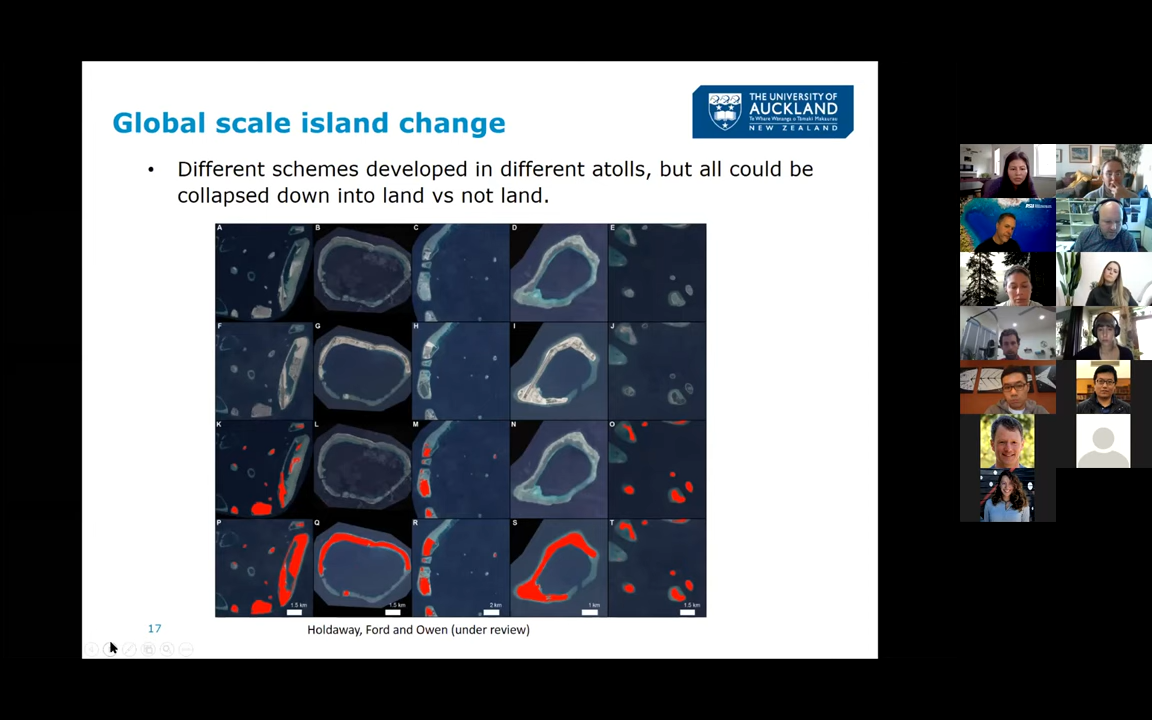 Global scale island change
THE UNIVERSITY OF
AUCKLAND
Te Whare Wānanga o Tāmaki Makaurau
NEW ZEALAND
• Different schemes developed in different atolls, but all could be
collapsed down into land vs not land.
A B C D E
F G H I J
K L M N O
P Q R S T
1.5 km 1.5 km 2 km 1 km 1.5 km
17
Holdaway, Ford and Owen (under review)